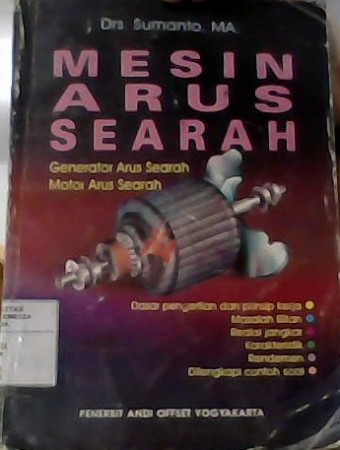 Drs. Sumanto, MA
MESIN
ARUS
SEARAH
Generator Arus Searah
Motor Arus Searah
Dasar pengertian dan prinsip kerja
Masalah Lilitan
Reaksi jangkar
Karakteristik
Rendemen
Dilengkapi contoh soal
PENERBIT ANDI OFFSET YOGYAKARTA